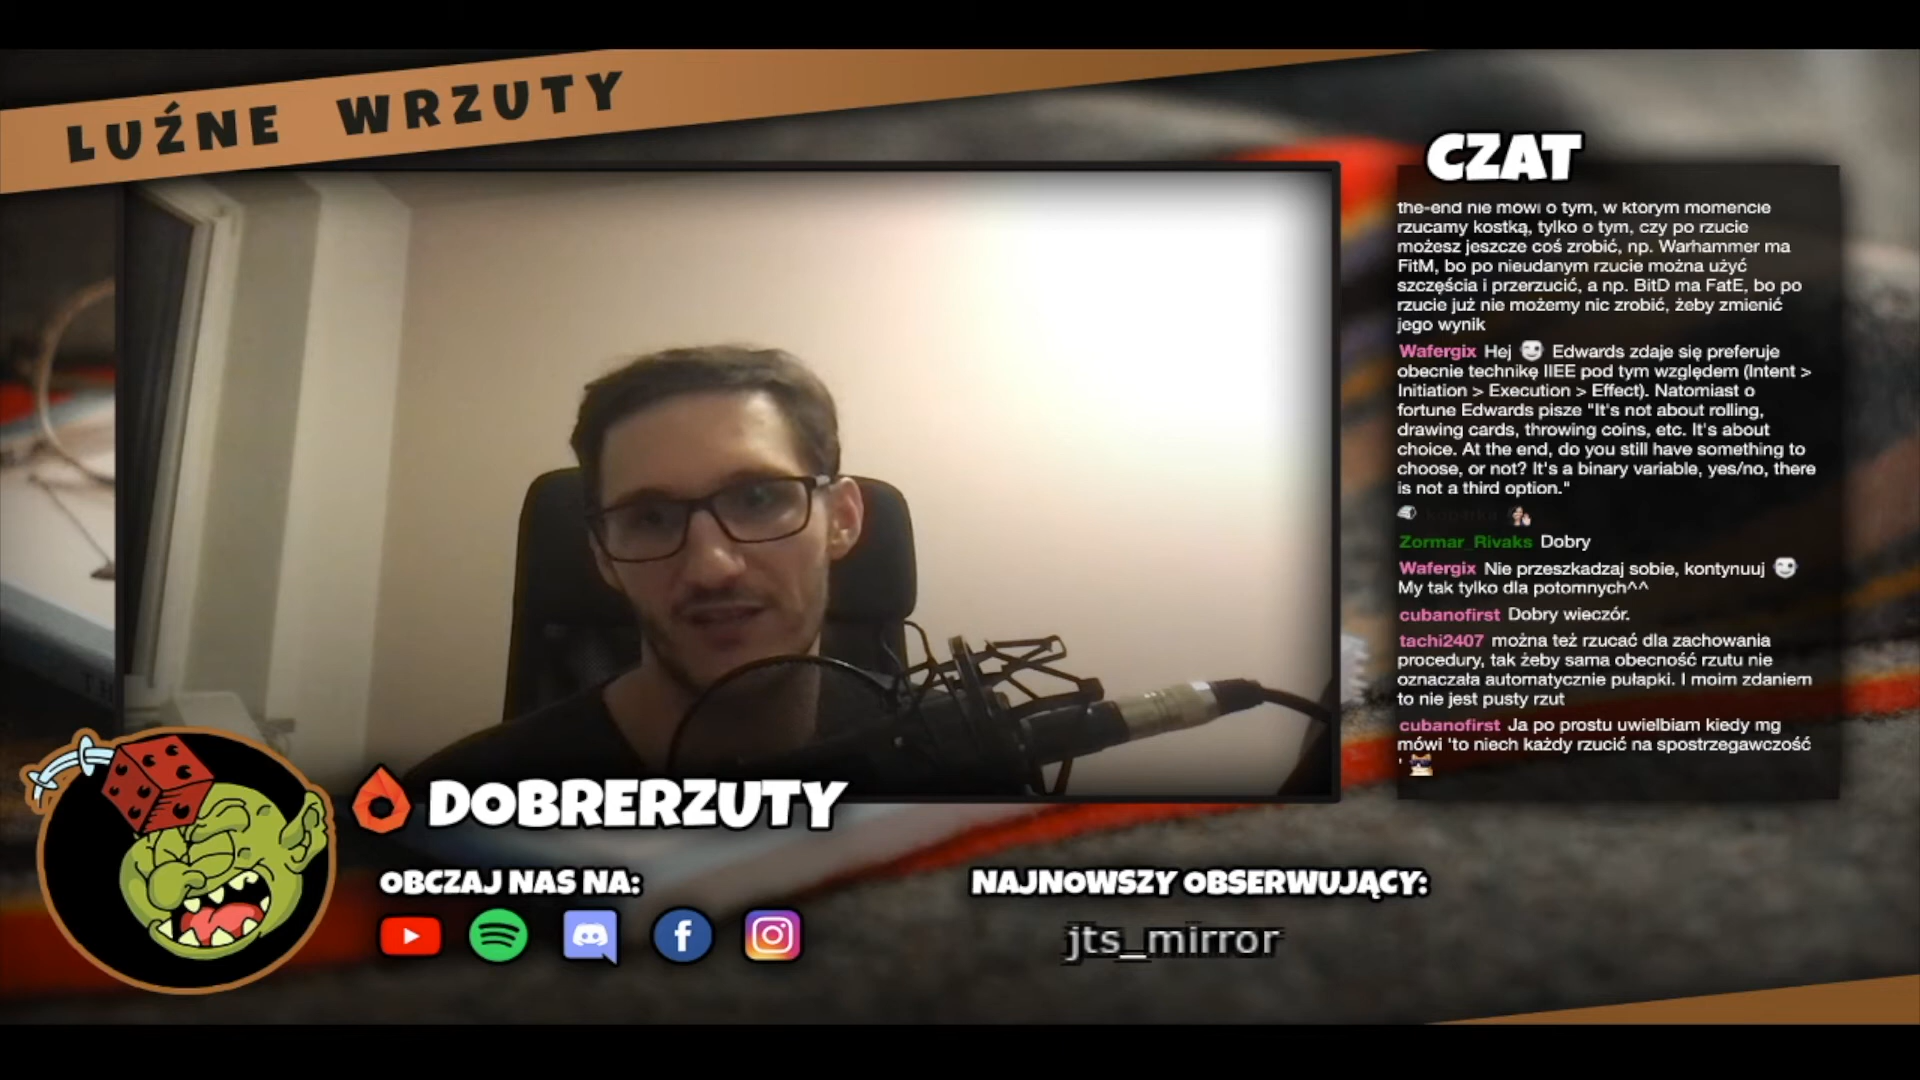 LUŹNE WRZUTY
CZAT
the-end nie mówi o tym, w którym momencie
rzucamy kostką, tylko o tym, czy po rzucie
możesz jeszcze coś zrobić, np. Warhammer ma
FitM, bo po nieudanym rzucie można użyć
szczęścia i przerzucić, a np. BitD ma FatE, bo po
rzucie już nie możemy nic zrobić, żeby zmienić
jego wynik
Wafergix Hej Edwards zdaje się preferuje
obecnie technikę IIEE pod tym względem (Intent >
Initiation > Execution > Effect). Natomiast o
fortune Edwards pisze "It's not about rolling,
drawing cards, throwing coins, etc. It's about
choice. At the end, do you still have something to
choose, or not? It's a binary variable, yes/no, there
is not a third option."
Zormar_Rivaks Dobry
Wafergix Nie przeszkadzaj sobie, kontynuuj
My tak tylko dla potomnych^^
cubanofirst Dobry wieczór.
tachi2407 można też rzucać dla zachowania
procedury, tak żeby sama obecność rzutu nie
oznaczała automatycznie pułapki. I moim zdaniem
to nie jest pusty rzut
cubanofirst Ja po prostu uwielbiam kiedy mg
mówi 'to niech każdy rzucić na spostrzegawczość
'
DOBRERZUTY
OBCZAJ NAS NA:
NAJNOWSZY OBSERWUJĄCY:
jts_mirror